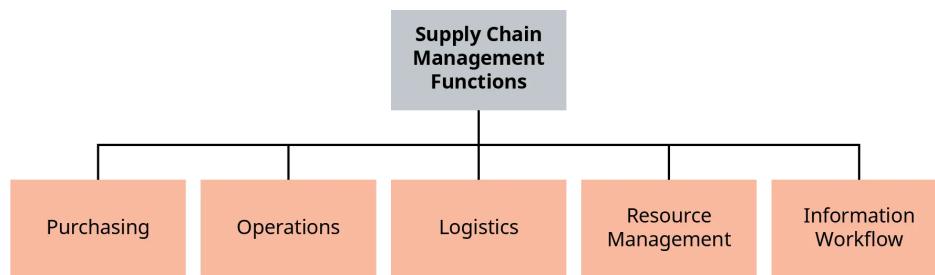 Supply Chain
Management
Functions
Purchasing
Operations
Logistics
Resource
Management
Information
Workflow